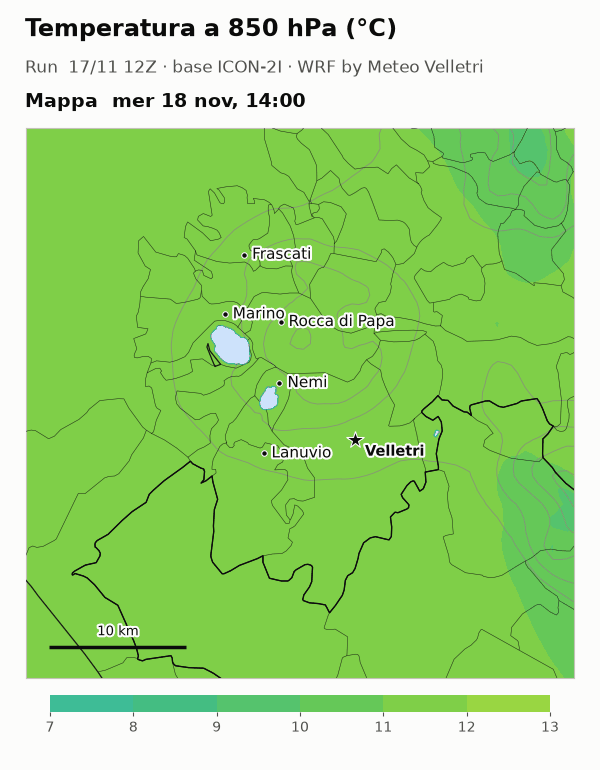 Temperatura a 850 hPa (°C)
Run  17/11 12Z · base ICON-2I · WRF by Meteo Velletri
Mappa  mer 18 nov, 14:00
Frascati
Marino
Rocca di Papa
Nemi
Velletri
Lanuvio
10 km
7 8 9 10 11 12 13